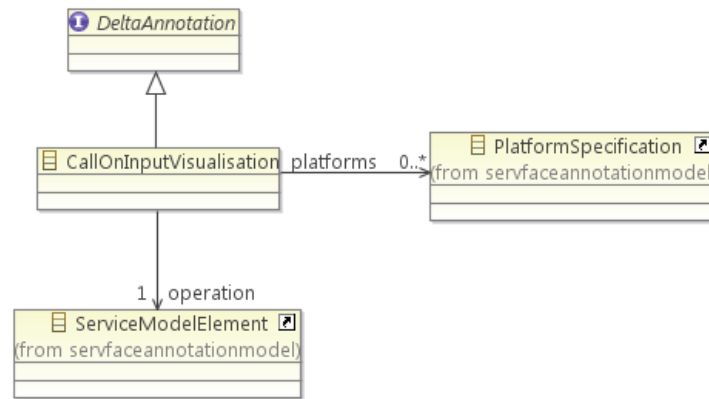 I DeltaAnnotation
CallOnInputVisualisation platforms 0..*
PlatformSpecification
(from servfaceannotationmodel
1 operation
ServiceModelElement
(from servfaceannotationmodel)